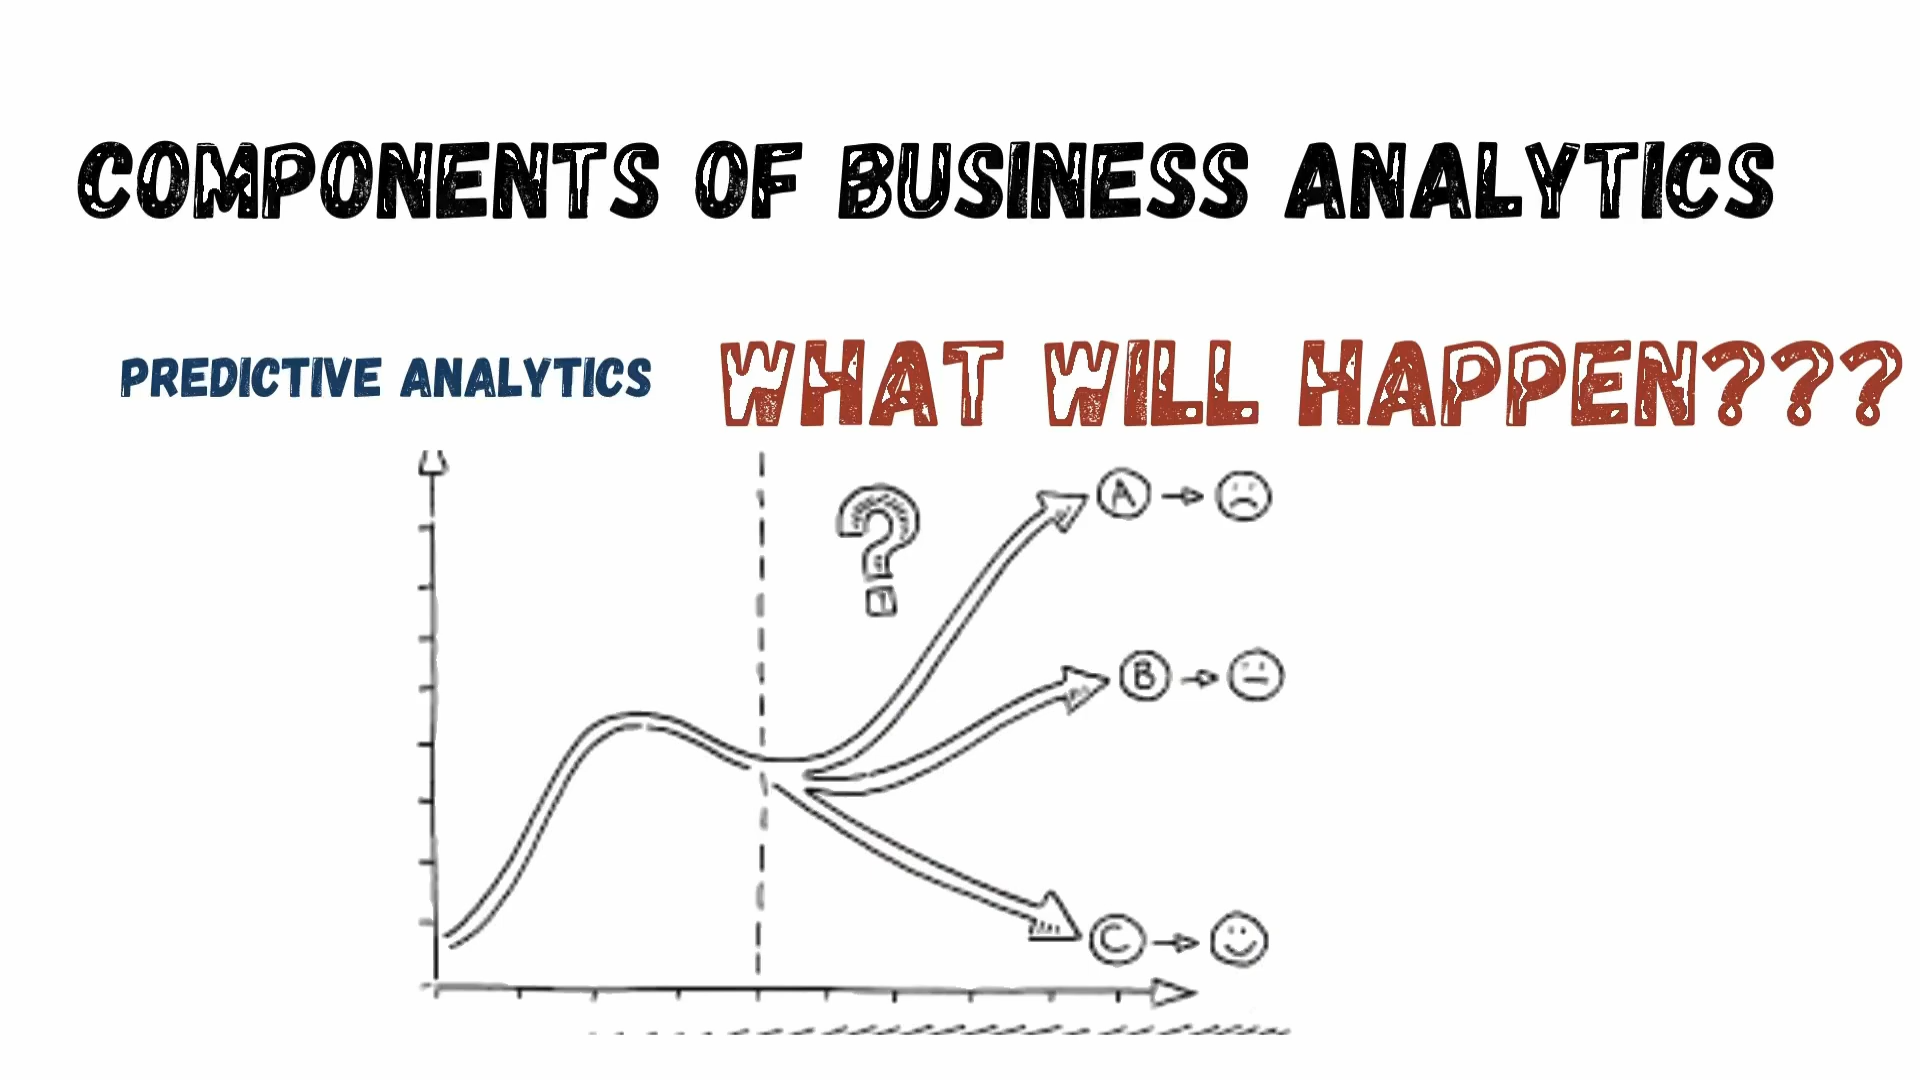 COMPONENTS OF BUSINESS ANALYTICS
PREDICTIVE ANALYTICS
WHAT WILL HAPPEN???
?
A
B
C